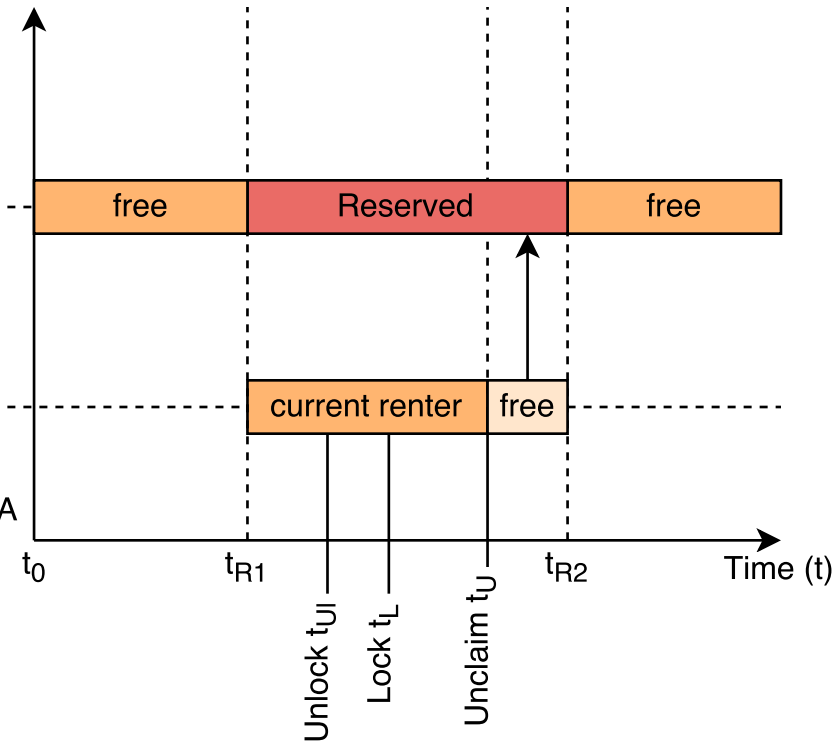 free Reserved free
current renter free
A
t0 tR1 tR2 Time (t)
Unlock tUl
Lock tL
Unclaim tU